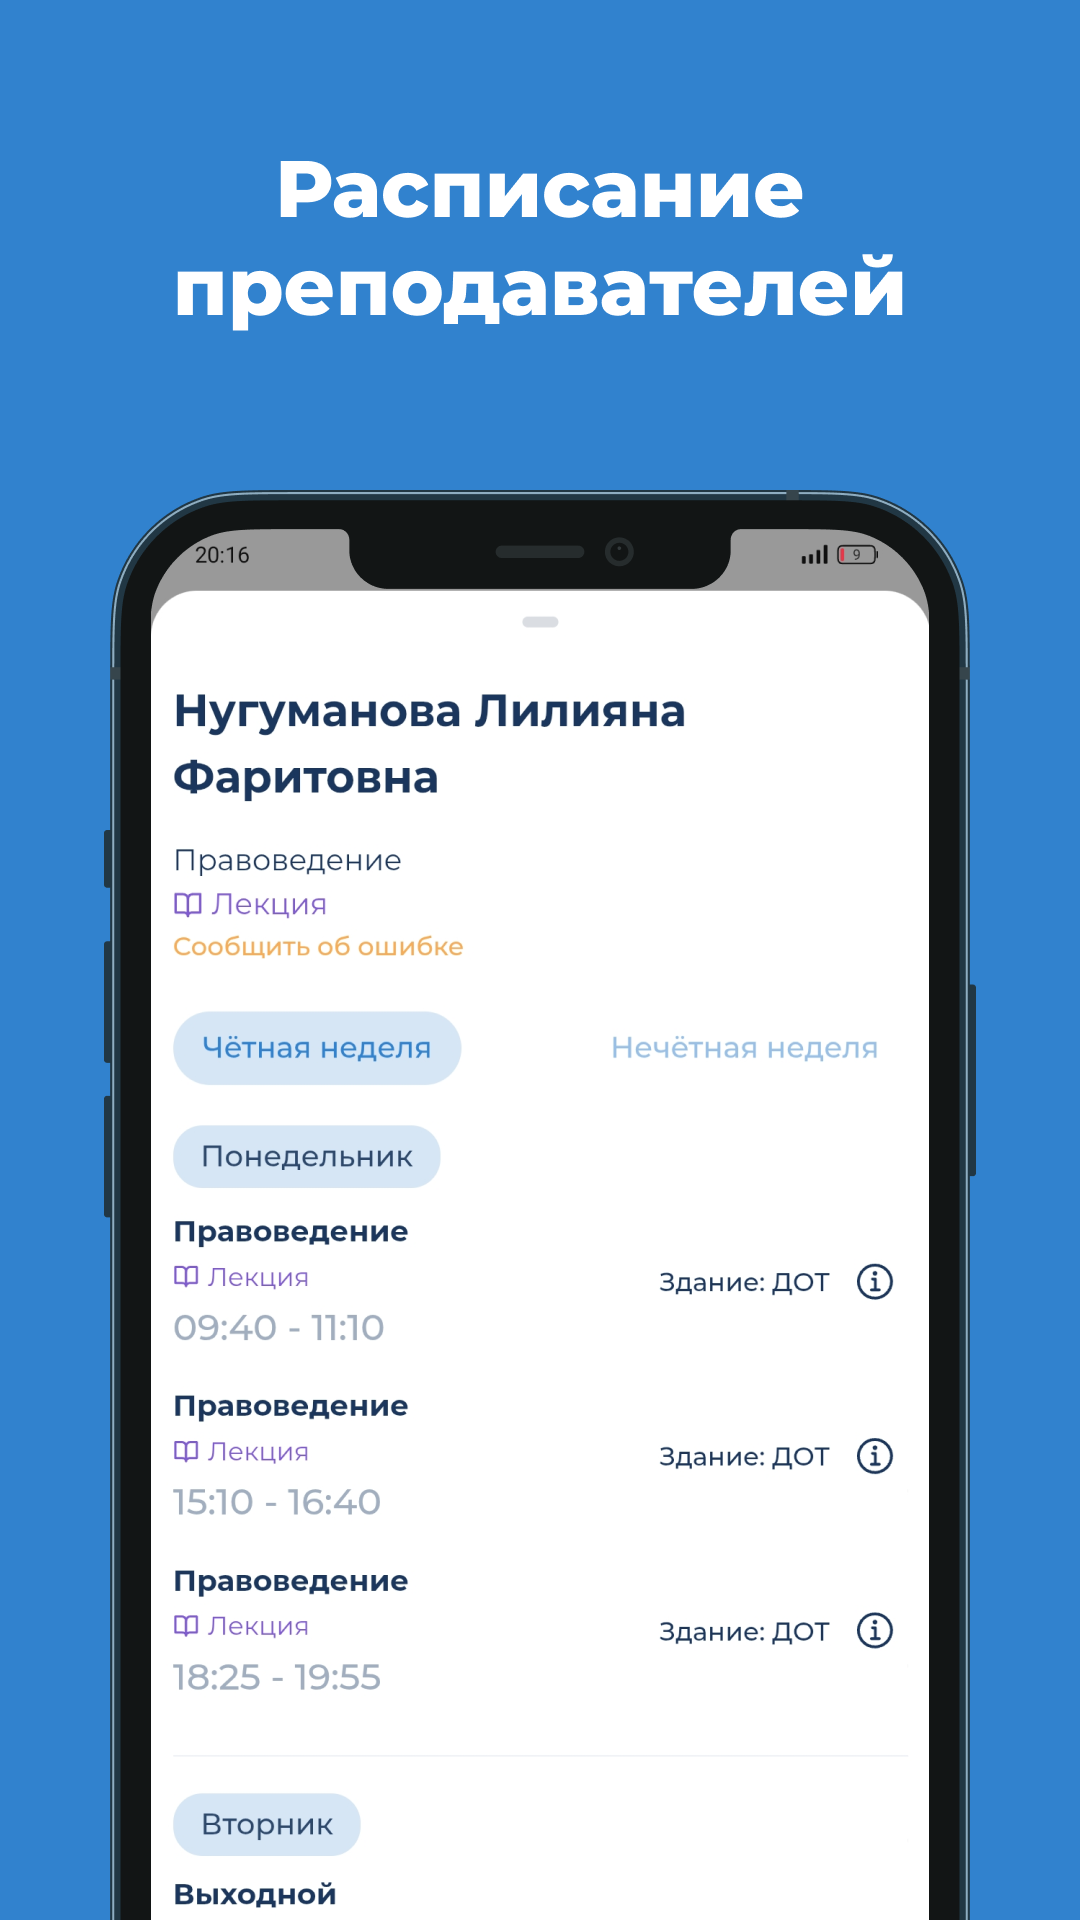 Расписание
преподавателей
20:16
9
Нугуманова Лилияна
Фаритовна
Правоведение
Лекция
Сообщить об ошибке
Чётная неделя
Нечётная неделя
Понедельник
Правоведение
Лекция
Здание: ДОТ
09:40 - 11:10
Правоведение
Лекция
Здание: ДОТ
15:10 - 16:40
Правоведение
Лекция
Здание: ДОТ
18:25 - 19:55
Вторник
Выходной